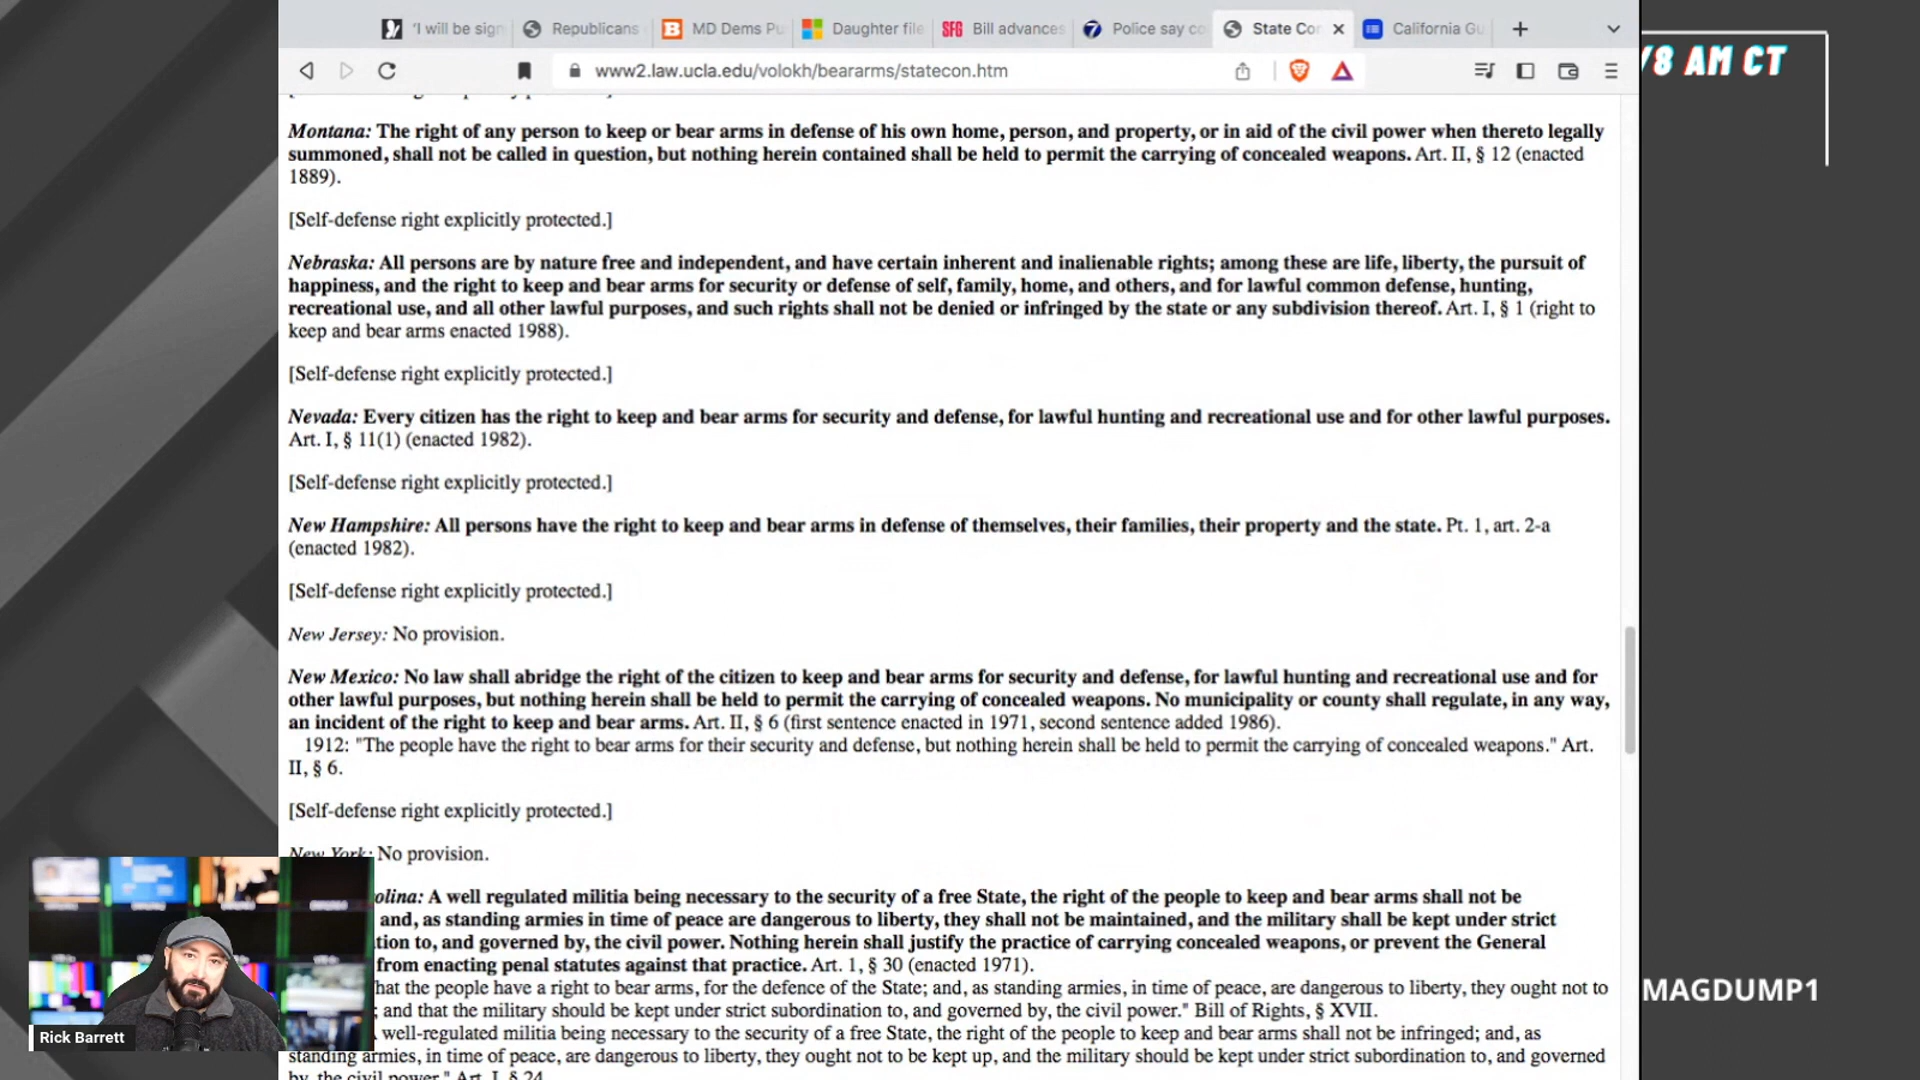 'I will be sign
Republicans
MD Dems Pu
Daughter file
SFG Bill advances
7 Police say co
State Con
California Gu
www2.law.ucla.edu/volokh/beararms/statecon.htm
/8 AM CT
Montana: The right of any person to keep or bear arms in defense of his own home, person, and property, or in aid of the civil power when thereto legally
summoned, shall not be called in question, but nothing herein contained shall be held to permit the carrying of concealed weapons. Art. II, § 12 (enacted
1889).
[Self-defense right explicitly protected.]
Nebraska: All persons are by nature free and independent, and have certain inherent and inalienable rights; among these are life, liberty, the pursuit of
happiness, and the right to keep and bear arms for security or defense of self, family, home, and others, and for lawful common defense, hunting,
recreational use, and all other lawful purposes, and such rights shall not be denied or infringed by the state or any subdivision thereof. Art. I, § 1 (right to
keep and bear arms enacted 1988).
[Self-defense right explicitly protected.]
Nevada: Every citizen has the right to keep and bear arms for security and defense, for lawful hunting and recreational use and for other lawful purposes.
Art. I, § 11(1) (enacted 1982).
[Self-defense right explicitly protected.]
New Hampshire: All persons have the right to keep and bear arms in defense of themselves, their families, their property and the state. Pt. 1, art. 2-a
(enacted 1982).
[Self-defense right explicitly protected.]
New Jersey: No provision.
New Mexico: No law shall abridge the right of the citizen to keep and bear arms for security and defense, for lawful hunting and recreational use and for
other lawful purposes, but nothing herein shall be held to permit the carrying of concealed weapons. No municipality or county shall regulate, in any way,
an incident of the right to keep and bear arms. Art. II, § 6 (first sentence enacted in 1971, second sentence added 1986).
1912: "The people have the right to bear arms for their security and defense, but nothing herein shall be held to permit the carrying of concealed weapons." Art.
II, § 6.
[Self-defense right explicitly protected.]
New York: No provision.
olina: A well regulated militia being necessary to the security of a free State, the right of the people to keep and bear arms shall not be
and, as standing armies in time of peace are dangerous to liberty, they shall not be maintained, and the military shall be kept under strict
tion to, and governed by, the civil power. Nothing herein shall justify the practice of carrying concealed weapons, or prevent the General
from enacting penal statutes against that practice. Art. 1, § 30 (enacted 1971).
hat the people have a right to bear arms, for the defence of the State; and, as standing armies, in time of peace, are dangerous to liberty, they ought not to
; and that the military should be kept under strict subordination to, and governed by, the civil power." Bill of Rights, § XVII.
well-regulated militia being necessary to the security of a free State, the right of the people to keep and bear arms shall not be infringed; and, as
standing armies, in time of peace, are dangerous to liberty, they ought not to be kept up, and the military should be kept under strict subordination to, and governed
by, the civil power." Art. I, § 24
Rick Barrett
MAGDUMP1